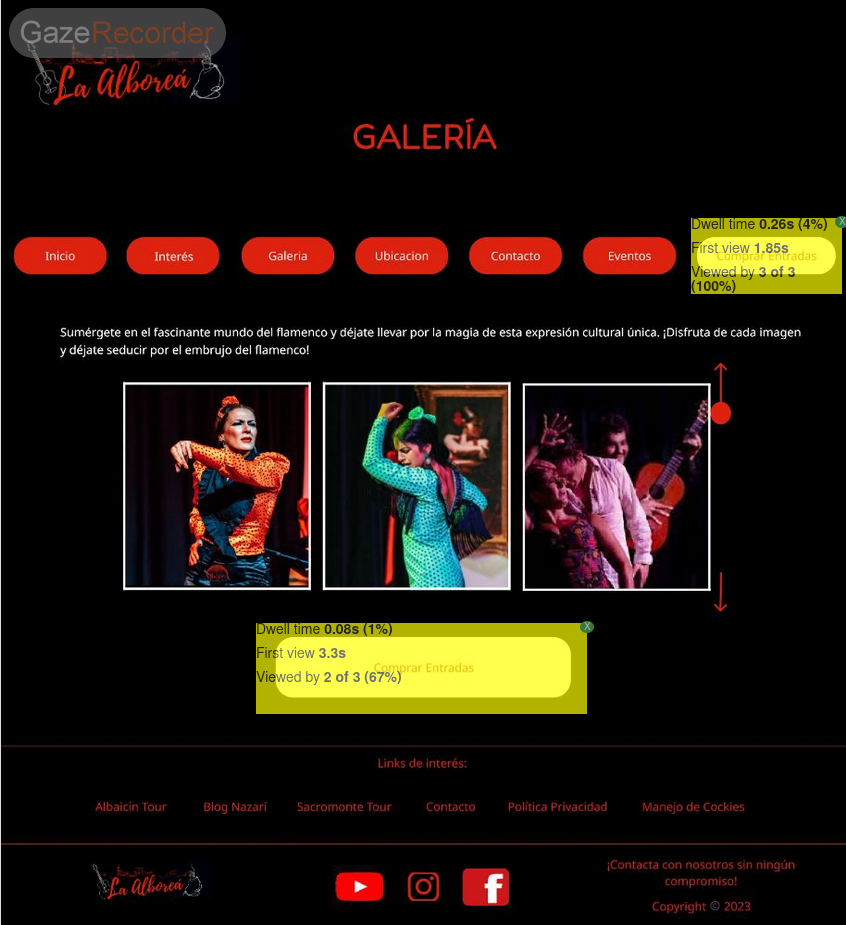 GazeRecorder
La Alboreá
GALERÍA
Dwell time 0.26s (4%)
First view 1.85s
Viewed by 3 of 3
(100%)
X
Inicio
Interés
Galeria
Ubicacion
Contacto
Eventos
Comprar Entradas
Sumérgete en el fascinante mundo del flamenco y déjate llevar por la magia de esta expresión cultural única. ¡Disfruta de cada imagen
y déjate seducir por el embrujo del flamenco!
Dwell time 0.08s (1%)
First view 3.3s
Viewed by 2 of 3 (67%)
X
Comprar Entradas
Links de interés:
Albaicín Tour
Blog Nazarí
Sacromonte Tour
Contacto
Política Privacidad
Manejo de Cockies
La Alboreá
¡Contacta con nosotros sin ningún
compromiso!
Copyright © 2023